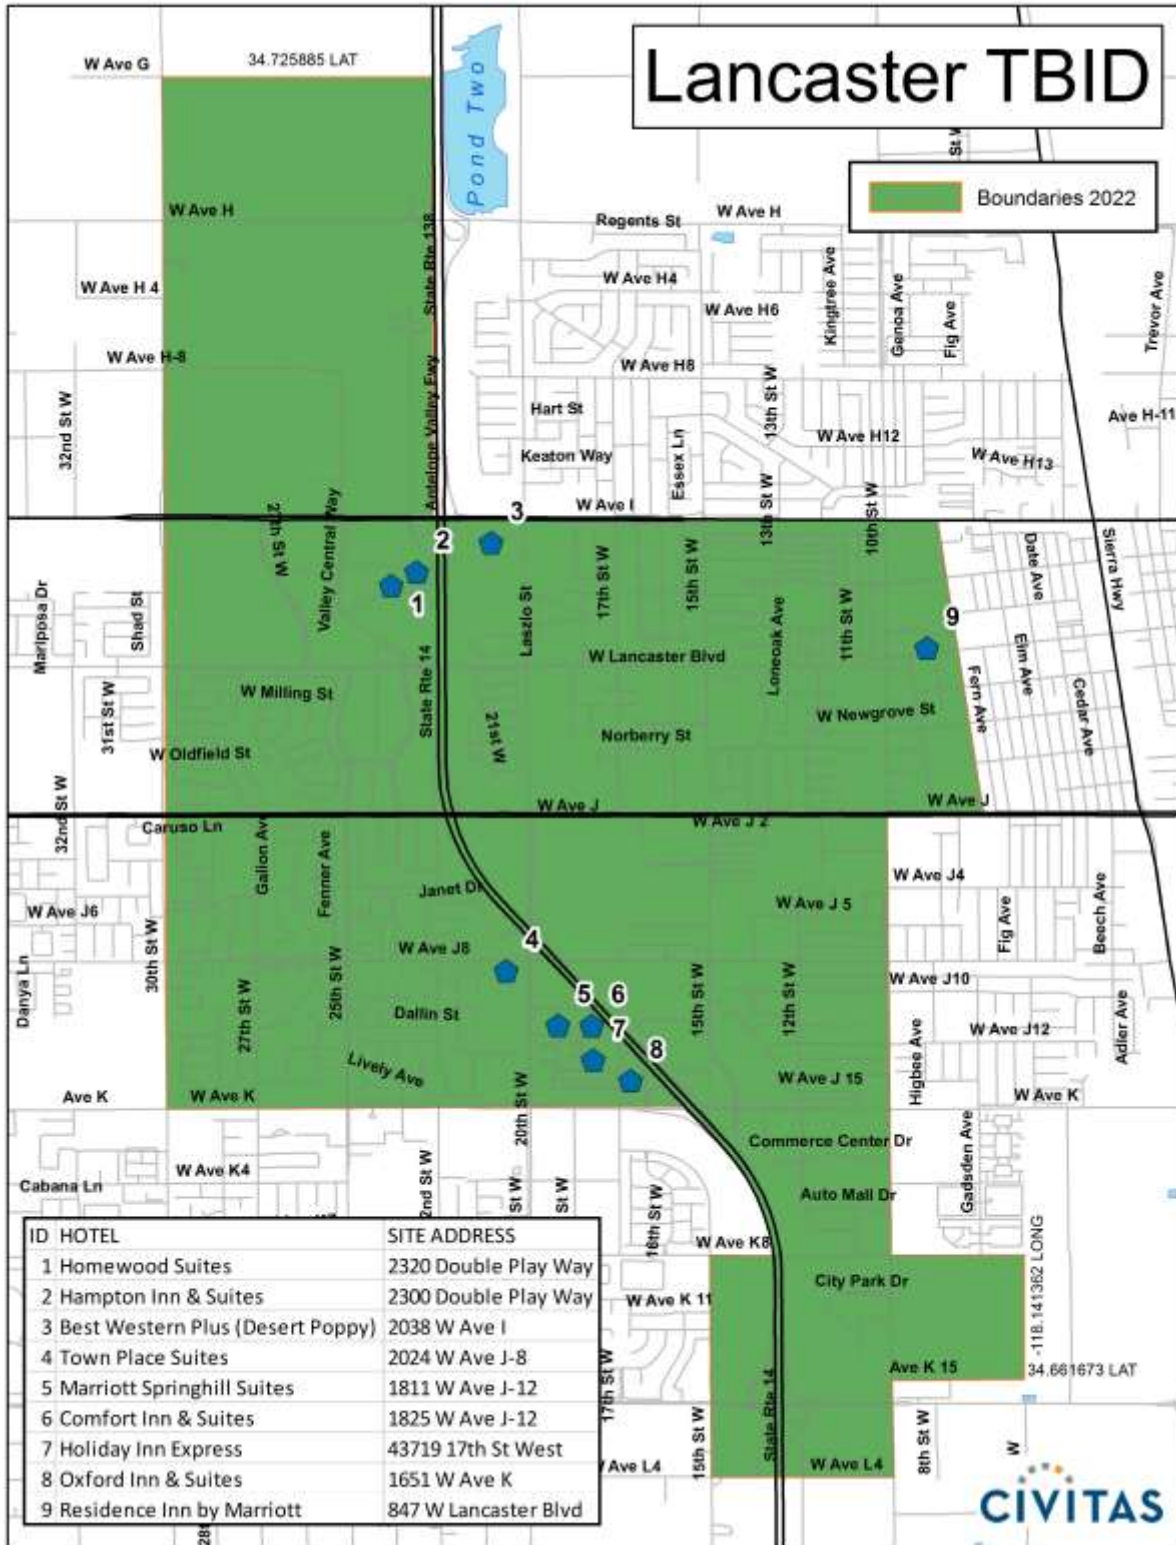 Lancaster TBID
W Ave G
34.725885 LAT
Pond Two
Boundaries 2022
W Ave H
Regents St
W Ave H
W Ave H 4
State Rte 138
W Ave H4
W Ave H6
Kingtree Ave
Genoa Ave
Fig Ave
Trevor Ave
W Ave H-8
W Ave H8
32nd St W
Antelope Valley Fwy
Hart St
13th St W
Ave H-11
W Ave H12
Keaton Way
Essex Ln
W Ave H13
W Ave I
3
27th St W
Valley Central Way
2
13th St W
10th St W
Date Ave
Sierra Hwy
1
17th St W
15th St W
Mariposa Dr
Shad St
Laszlo St
11th St W
9
Loneoak Ave
Elm Ave
W Lancaster Blvd
State Rte 14
W Milling St
31st St W
21st W
Fern Ave
Cedar Ave
W Newgrove St
Norberry St
W Oldfield St
W Ave J
W Ave J
32nd St W
Caruso Ln
W Ave J 2
Galion Ave
Fenner Ave
Janet Dr
W Ave J4
W Ave J6
W Ave J 5
Fig Ave
Beech Ave
30th St W
W Ave J8
4
25th St W
Danya Ln
15th St W
12th St W
W Ave J10
27th St W
Dallin St
5
6
7
8
W Ave J12
Adler Ave
Higbee Ave
Lively Ave
W Ave J 15
Ave K
W Ave K
20th St W
W Ave K
Commerce Center Dr
Gadsden Ave
W Ave K4
Cabana Ln
2nd St W
St W
St W
16th St W
Auto Mall Dr
W Ave K8
-118.141362 LONG
City Park Dr
W Ave K 11
Ave K 15
34.661673 LAT
17th St W
State Rte 14
15th St W
W Ave L4
W Ave L4
8th St W
W
ID HOTEL SITE ADDRESS
1 Homewood Suites 2320 Double Play Way
2 Hampton Inn & Suites 2300 Double Play Way
3 Best Western Plus (Desert Poppy) 2038 W Ave I
4 Town Place Suites 2024 W Ave J-8
5 Marriott Springhill Suites 1811 W Ave J-12
6 Comfort Inn & Suites 1825 W Ave J-12
7 Holiday Inn Express 43719 17th St West
8 Oxford Inn & Suites 1651 W Ave K
9 Residence Inn by Marriott 847 W Lancaster Blvd
CIVITAS